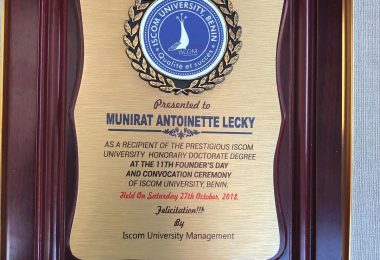 ISCOM UNIVERSITY BENIN
ISCOM
Qualité et succès
Presented to
MUNIRAT ANTOINETTE LECKY
AS A RECIPIENT OF THE PRESTIGIOUS ISCOM
UNIVERSITY HONORARY DOCTORATE DEGREE
AT THE 11TH FOUNDER'S DAY
AND CONVOCATION CEREMONY
OF ISCOM UNIVERSITY, BENIN,
Held On Saturday 27th October, 2018.
Felicitation!!!
By
Iscom University Management